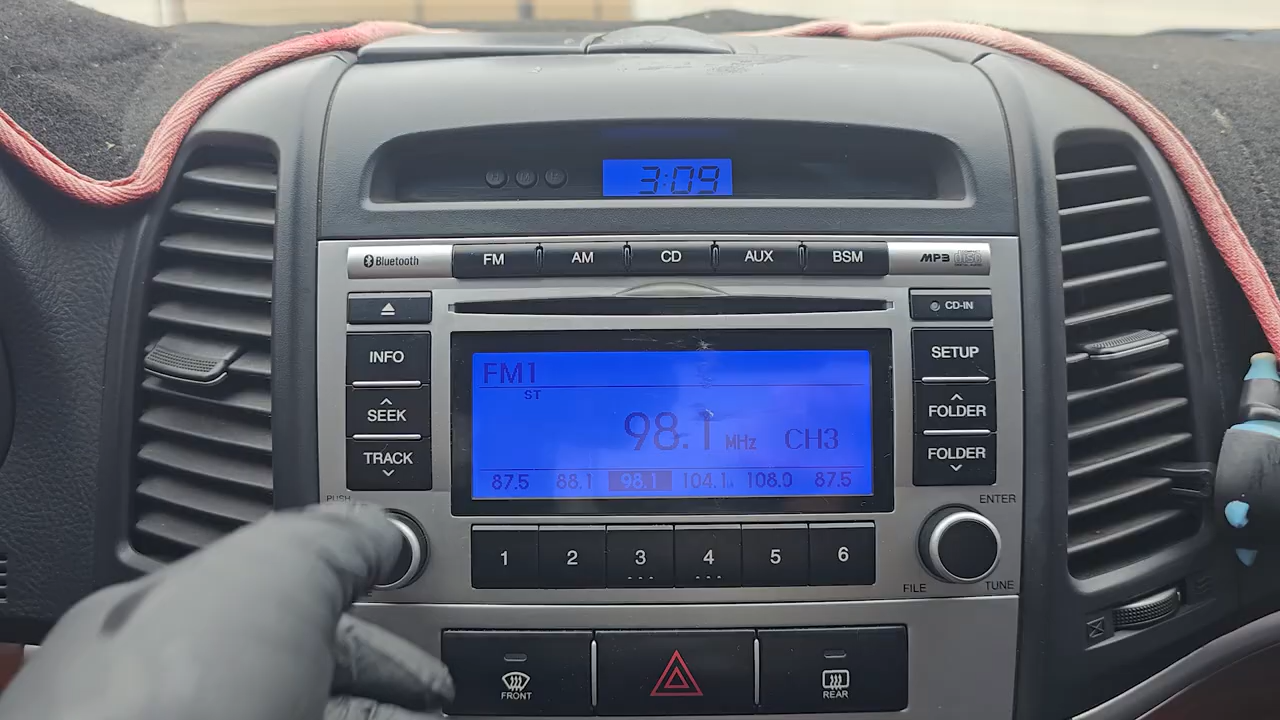 3:09
Bluetooth
FM
AM
CD
AUX
BSM
MP3
CD-IN
INFO
SETUP
SEEK
FOLDER
TRACK
FOLDER
FM1
ST
98.1 MHz CH3
87.5 88.1 98.1 104.1 108.0 87.5
PUSH
ENTER
1 2 3 4 5 6
FILE
TUNE
FRONT
REAR